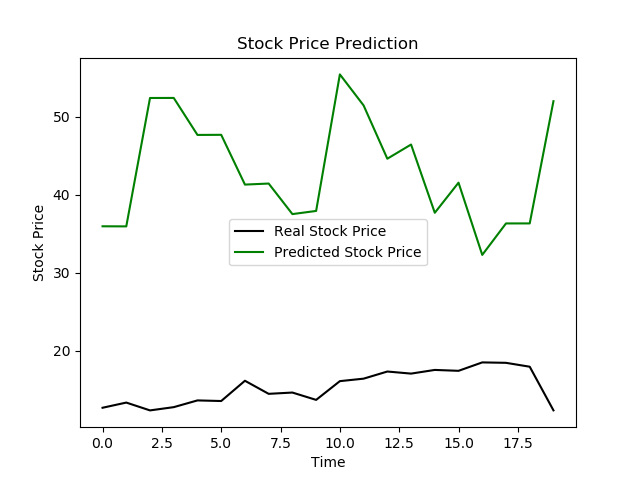 Stock Price Prediction
50
40
30
20
Stock Price
Real Stock Price
Predicted Stock Price
0.0 2.5 5.0 7.5 10.0 12.5 15.0 17.5
Time